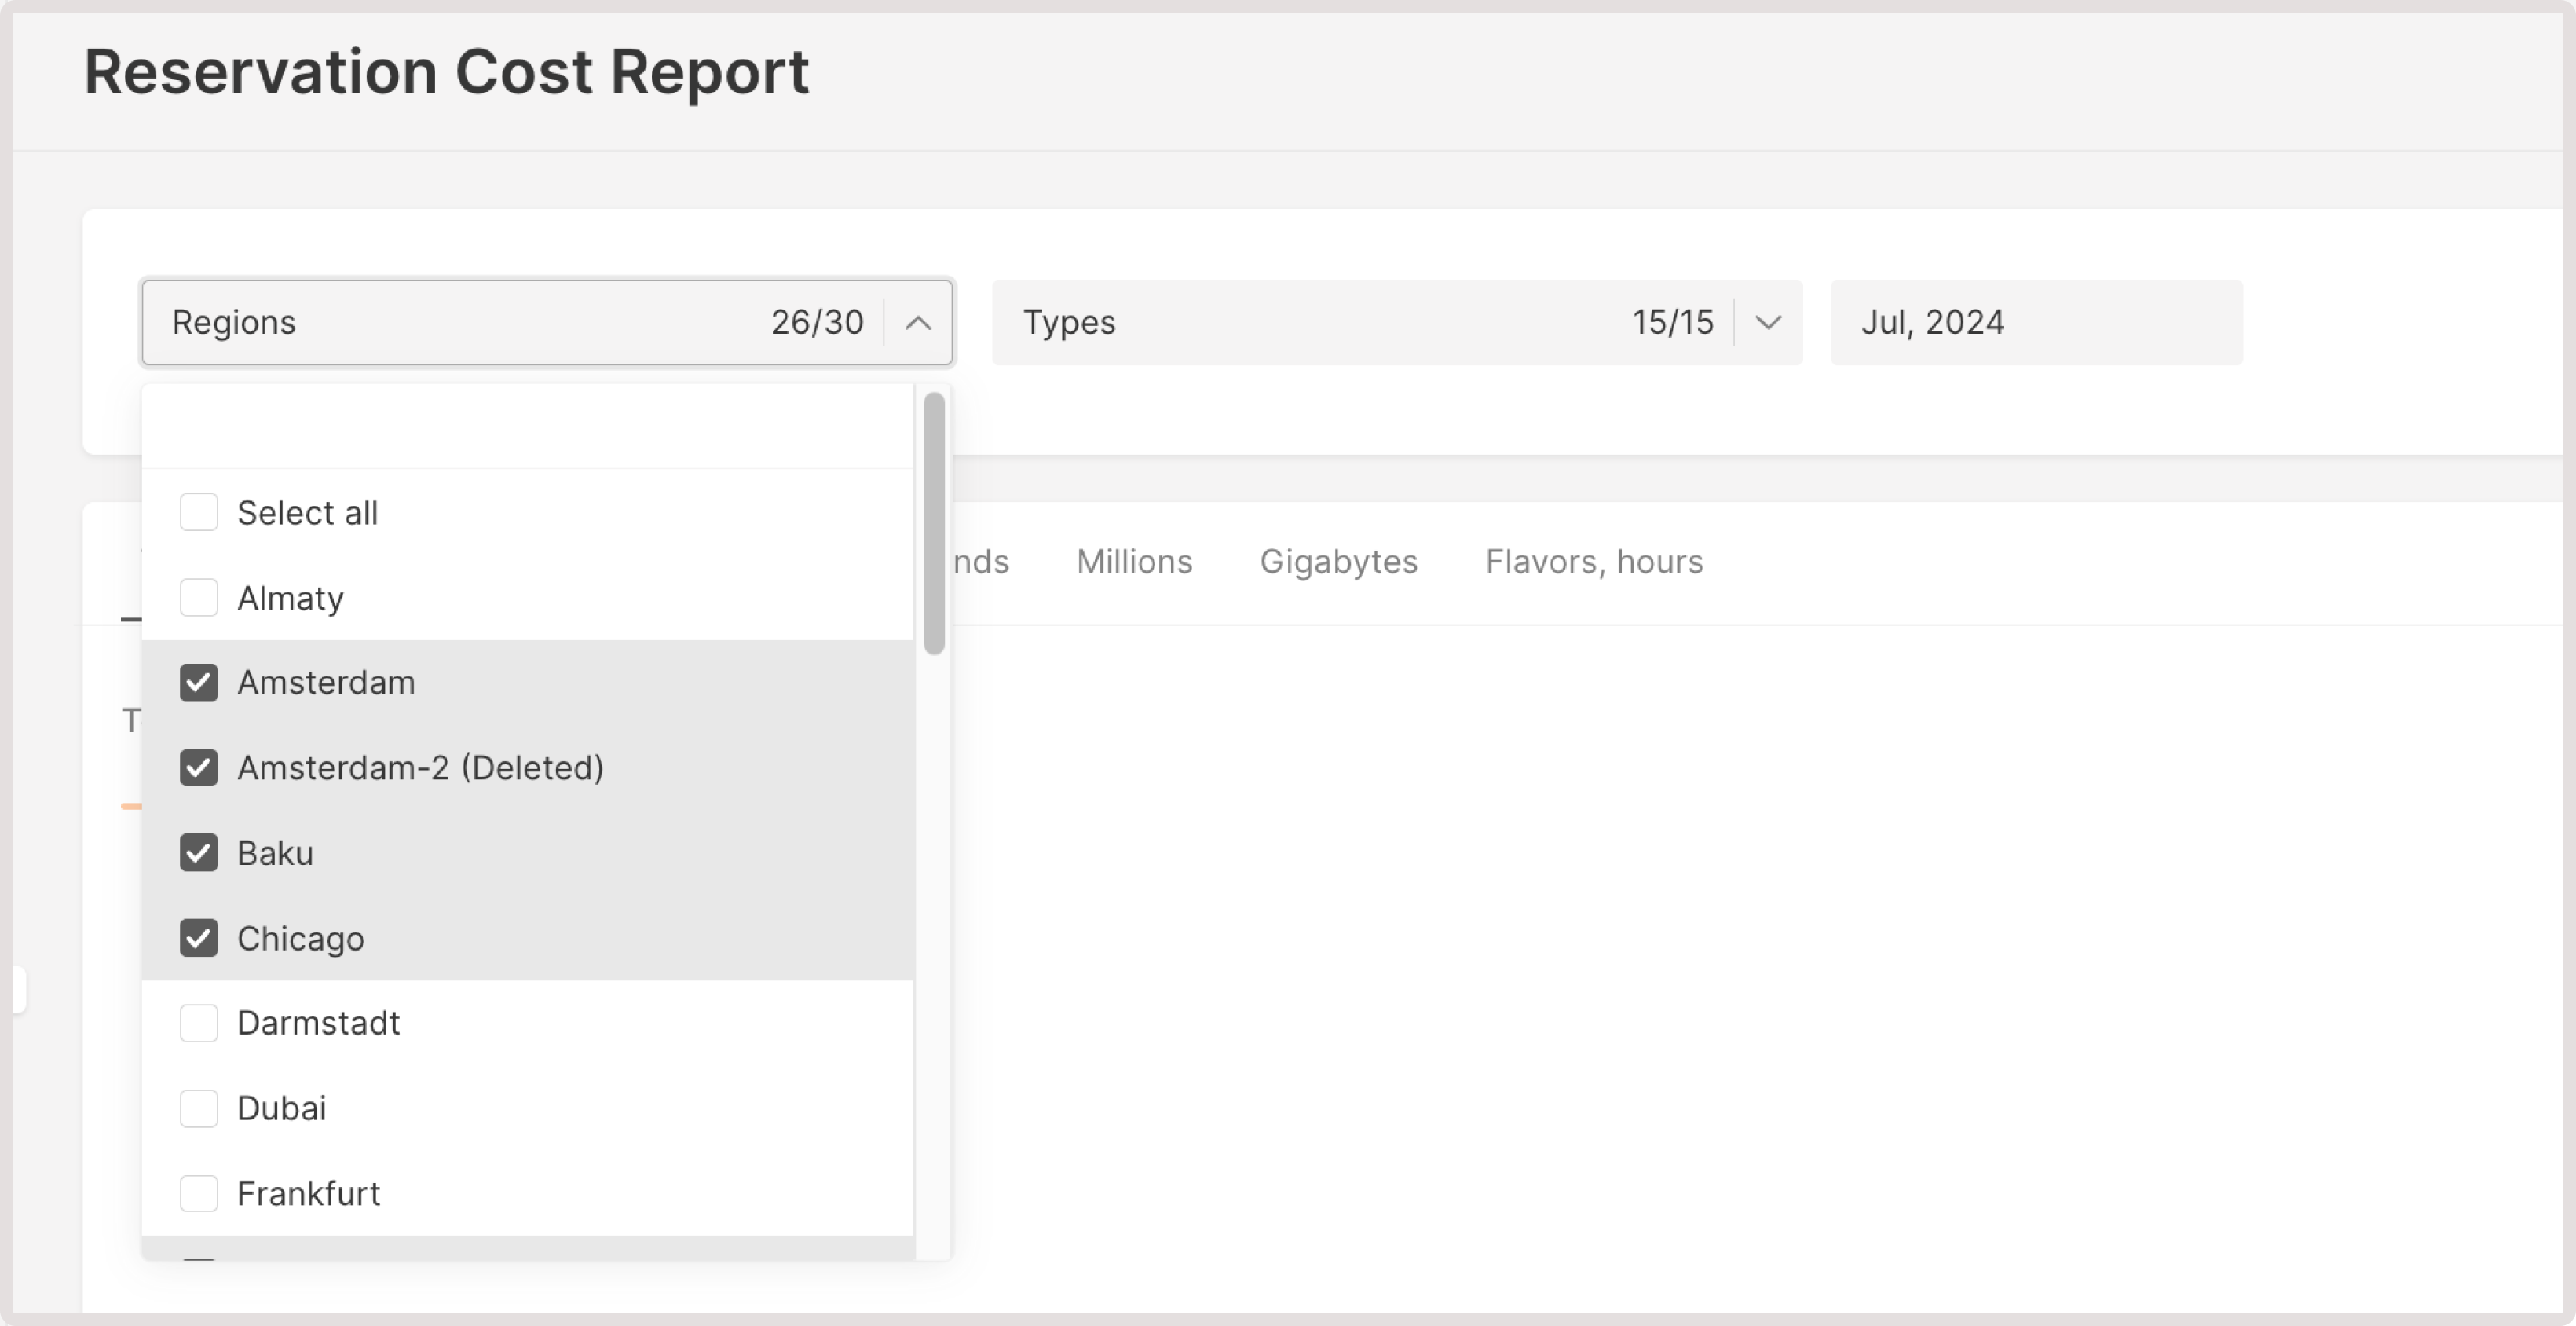 Reservation Cost Report
Regions 26/30 Types 15/15 Jul, 2024
Select all
nds Millions Gigabytes Flavors, hours
Almaty
Amsterdam
T
Amsterdam-2 (Deleted)
Baku
Chicago
Darmstadt
Dubai
Frankfurt